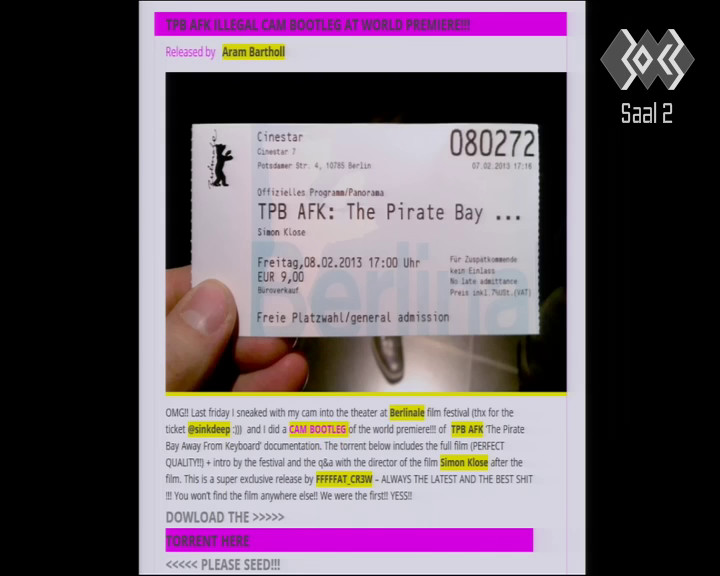 TPB AFK ILLEGAL CAM BOOTLEG AT WORLD PREMIERE!!!
Released by Aram Bartholl
Saal 2
Cinestar
080272
Cinestar 7
Potsdamer Str. 4, 10785 Berlin
07.02.2013 17:16
Offizielles Programm/Panorama
TPB AFK: The Pirate Bay ...
Simon Klose
Freitag,08.02.2013 17:00 Uhr
EUR 9,00
Büroverkauf
Für Zuspätkommende
kein Einlass
No late admittance
Preis inkl.7%USt.(VAT)
Freie Platzwahl/general admission
OMG!! Last friday I sneaked with my cam into the theater at Berlinale film festival (thx for the
ticket @sinkdeep :))) and I did a CAM BOOTLEG of the world premiere!!! of TPB AFK ‘The Pirate
Bay Away From Keyboard’ documentation. The torrent below includes the full film (PERFECT
QUALITY!!) + intro by the festival and the q&a with the director of the film Simon Klose after the
film. This is a super exclusive release by FFFFFAT_CR3W – ALWAYS THE LATEST AND THE BEST SHIT
!!! You won’t find the film anywhere else!! We were the first!! YESS!!
DOWLOAD THE >>>>>
TORRENT HERE
<<<<< PLEASE SEED!!!